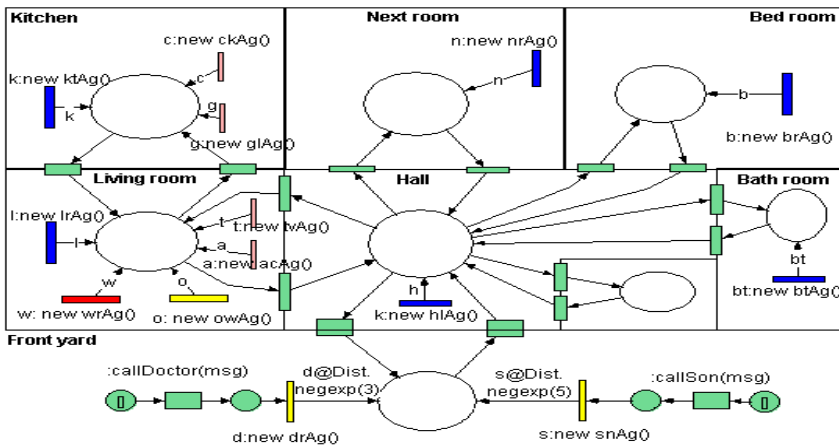 Kitchen
Next room
Bed room
c:new ckAg()
n:new nrAg()
k:new ktAg()
c
n
k
g
b
g:new glAg()
b:new brAg()
Living room
Hall
Bath room
l:new lrAg()
t
t:new tvAg()
l
a
a:new acAg()
w
o
h
bt
w: new wrAg()
o: new owAg()
k:new hlAg()
bt:new btAg()
Front yard
:callDoctor(msg)
d@Dist.
negexp(3)
s@Dist.
negexp(5)
:callSon(msg)
[]
[]
d:new drAg()
s:new snAg()